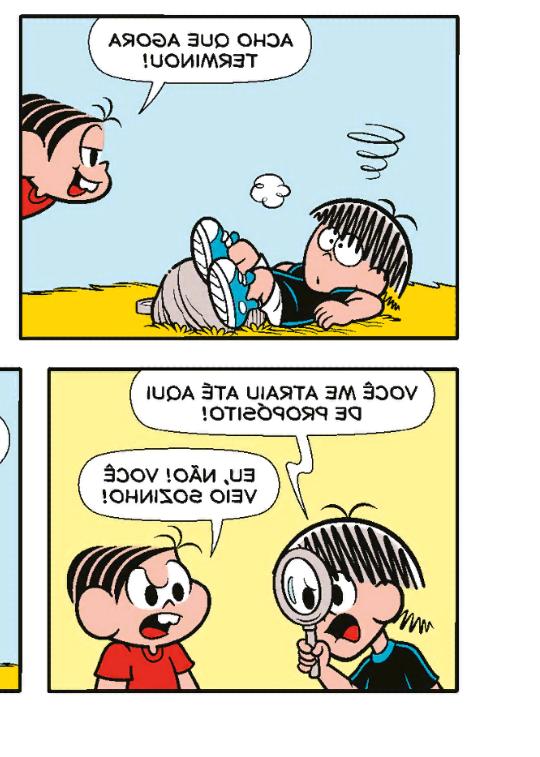 ACHO QUE AGORA
TERMINOU!
VOCÊ ME ATRAIU ATÉ AQUI
DE PROPÓSITO!
EU, NÃO! VOCÊ
VEIO SOZINHO!